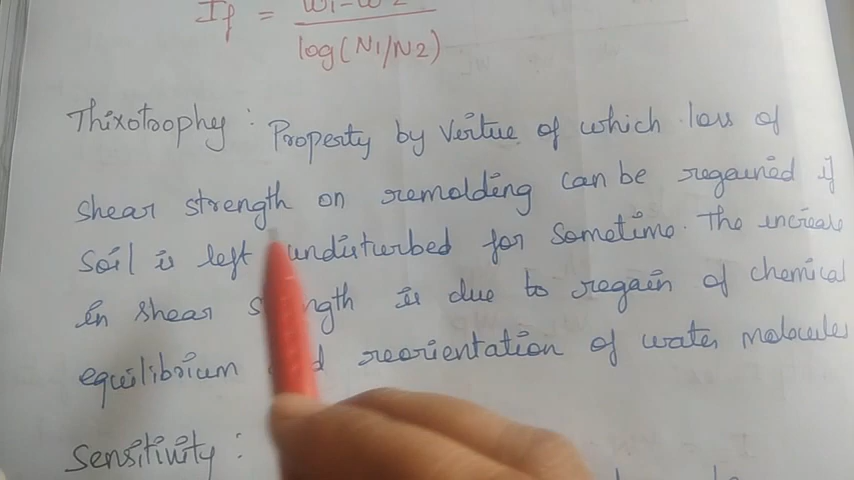 If = w1-w2
log(N1/N2)
Thixotrophy : Property by vertue of which loss of
shear strength on remolding can be regained if
soil is left undisturbed for sometime. The increase
in shear strength is due to regain of chemical
equilibrium reorientation of water molecules
Sensitivity :